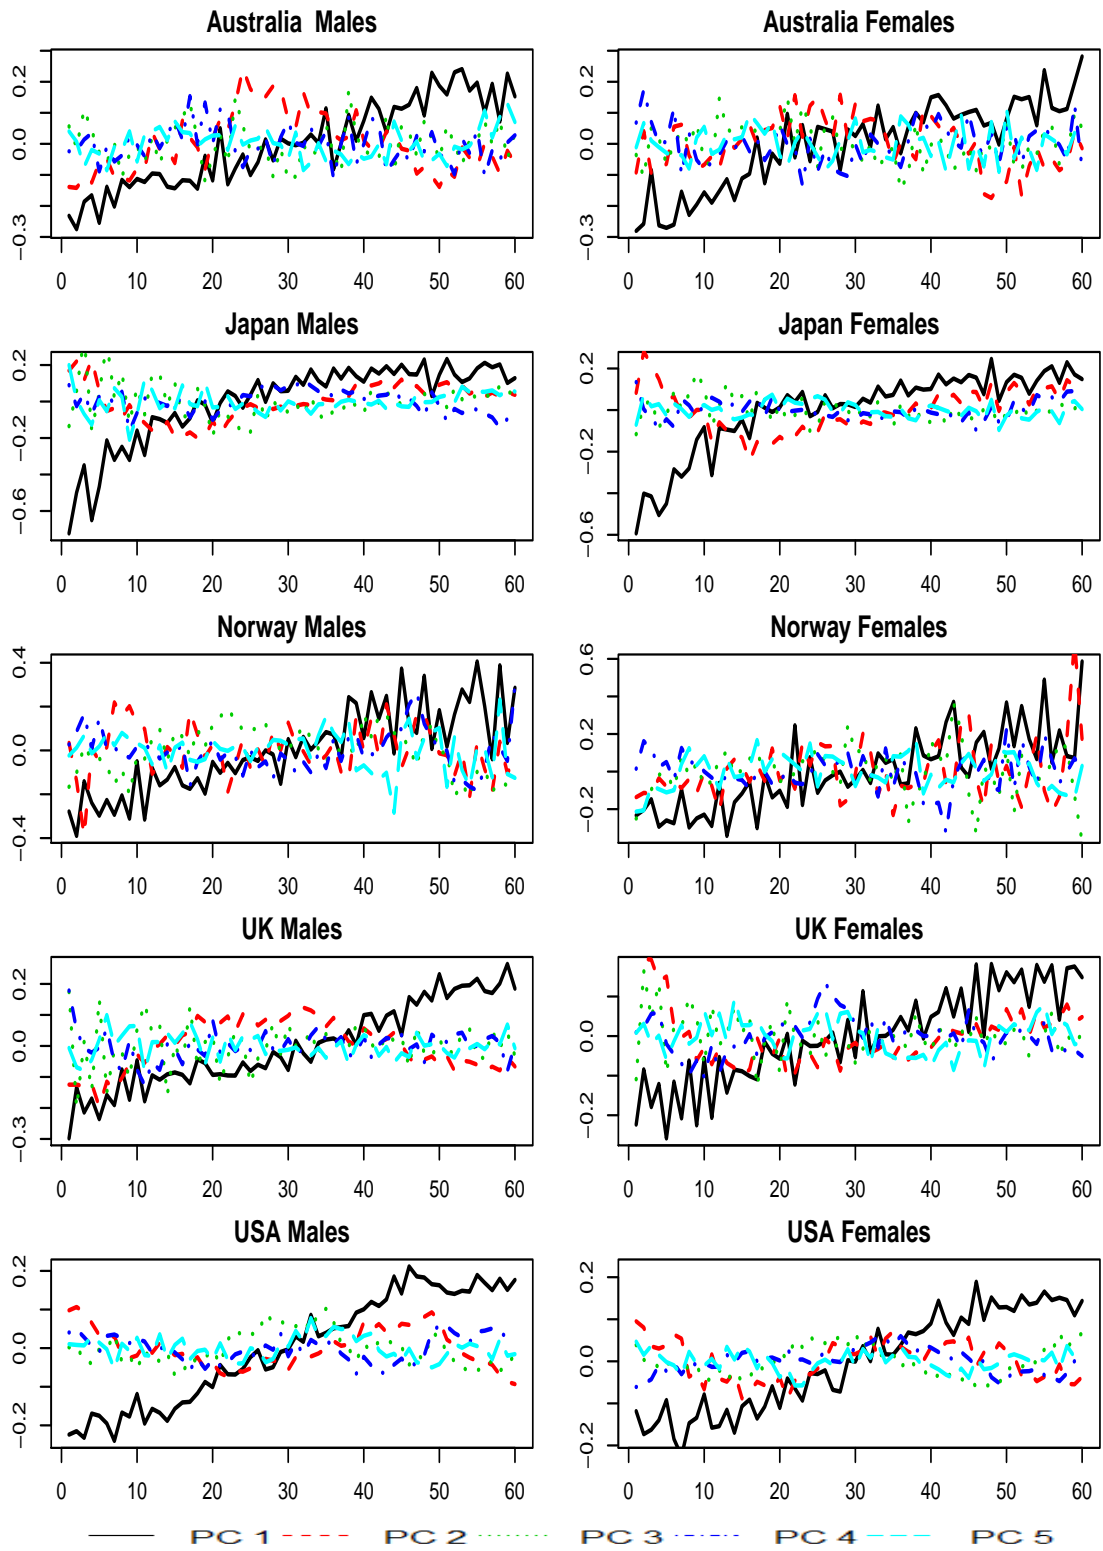 Australia  Males
Australia Females
0.2
0.0
−0.3
0 10 20 30 40 50 60
0.2
0.0
−0.3
0 10 20 30 40 50 60
Japan Males
Japan Females
0.2
−0.2
−0.6
0 10 20 30 40 50 60
0.2
−0.2
−0.6
0 10 20 30 40 50 60
Norway Males
Norway Females
0.4
0.0
−0.4
0 10 20 30 40 50 60
0.6
0.2
−0.2
0 10 20 30 40 50 60
UK Males
UK Females
0.2
0.0
−0.3
0 10 20 30 40 50 60
0.0
−0.2
0 10 20 30 40 50 60
USA Males
USA Females
0.2
0.0
−0.2
0 10 20 30 40 50 60
0.2
0.0
−0.2
0 10 20 30 40 50 60
PC 1 PC 2 PC 3 PC 4 PC 5